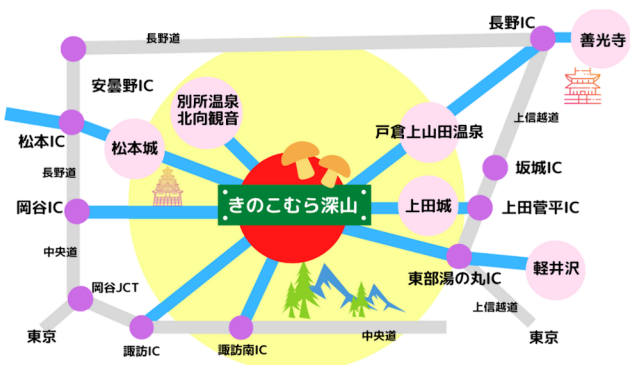 長野IC
長野道
善光寺
安曇野IC
別所温泉
北向観音
上信越道
戸倉上山田温泉
松本IC
松本城
坂城IC
長野道
きのこむら深山
岡谷IC
上田城
上田菅平IC
中央道
軽井沢
東部湯の丸IC
岡谷JCT
上信越道
東京
中央道
東京
諏訪IC
諏訪南IC